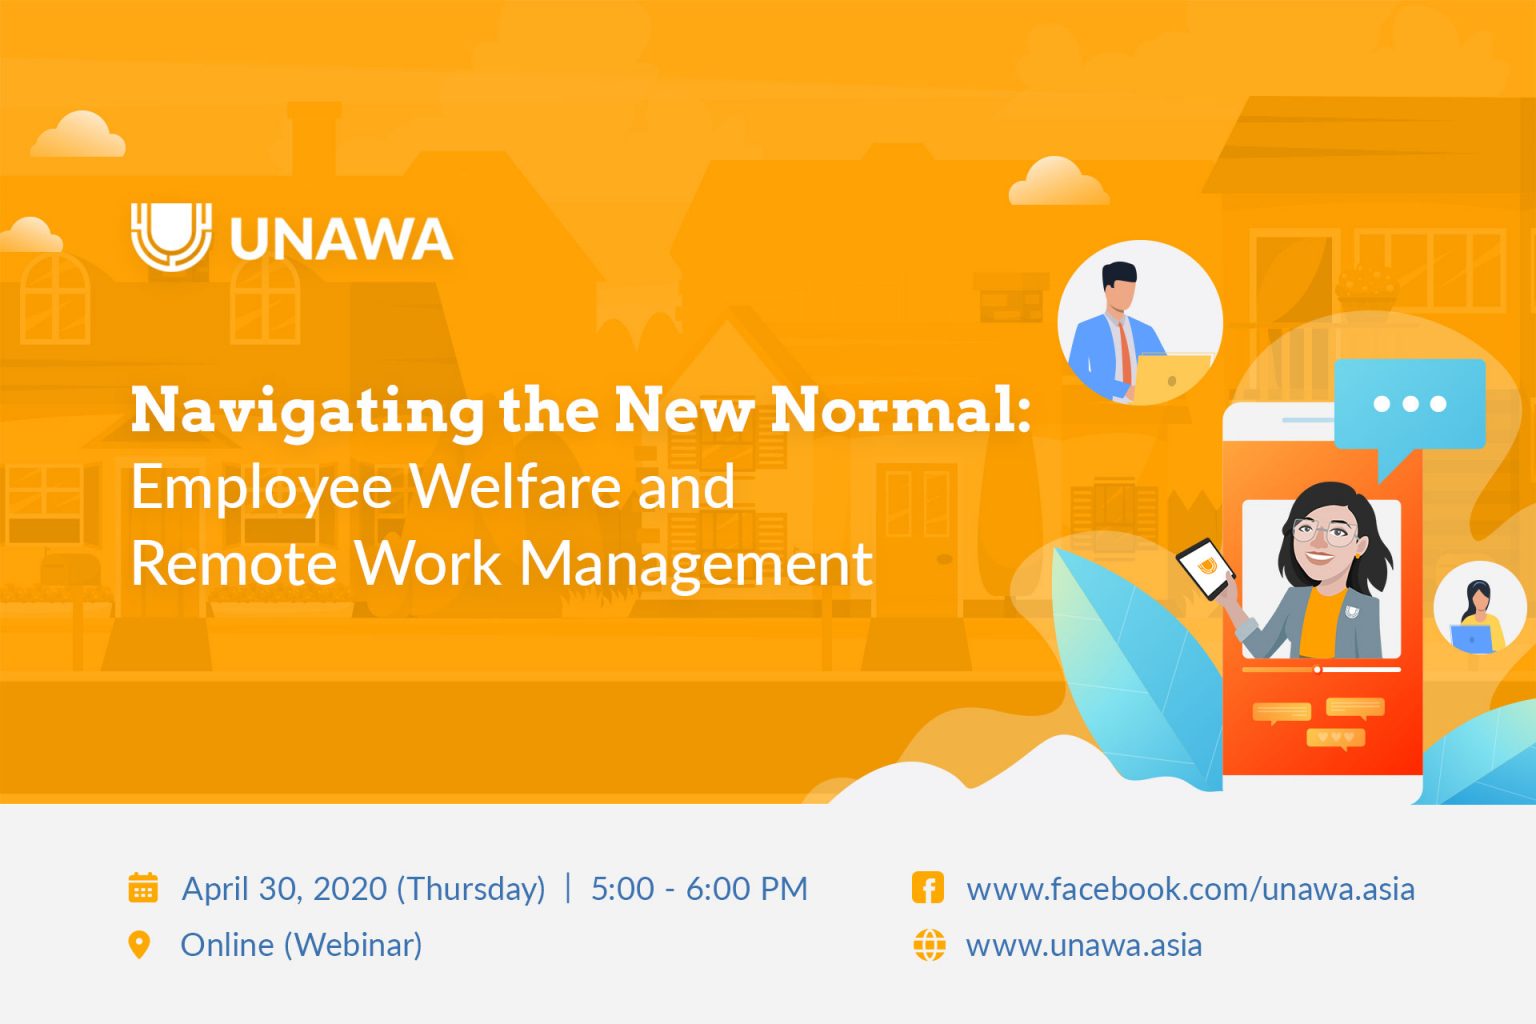 UNAWA
Navigating the New Normal:
Employee Welfare and
Remote Work Management
April 30, 2020 (Thursday) | 5:00 - 6:00 PM
Online (Webinar)
www.facebook.com/unawa.asia
www.unawa.asia